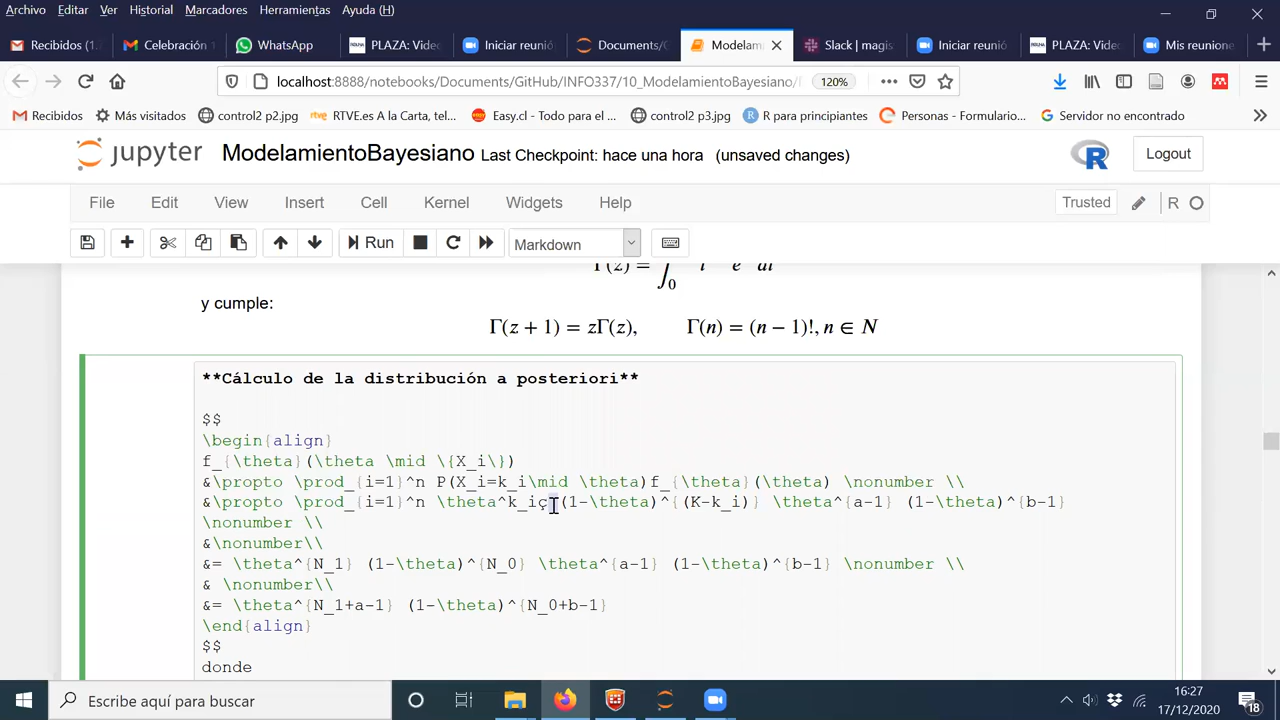 Archivo Editar Ver Historial Marcadores Herramientas Ayuda (H)
Recibidos (1. Celebración 1 WhatsApp PLAZA: Video Iniciar reunió Documents/G Modelam Slack | magis Iniciar reunió PLAZA: Video Mis reunione
localhost:8888/notebooks/Documents/GitHub/INFO337/10_ModelamientoBayesiano/ 120%
Recibidos Más visitados control2 p2.jpg RTVE.es A la Carta, tel... Easy.cl - Todo para el ... control2 p3.jpg R para principiantes Personas - Formulario... Servidor no encontrado
jupyter ModelamientoBayesiano Last Checkpoint: hace una hora (unsaved changes) Logout
File Edit View Insert Cell Kernel Widgets Help Trusted R
Run Markdown
y cumple:
Γ(z + 1) = zΓ(z), Γ(n) = (n − 1)!, n ∈ N
**Cálculo de la distribución a posteriori**
$$
\begin{align}
f_{\theta}(\theta \mid \{X_i\})
&\propto \prod_{i=1}^n P(X_i=k_i\mid \theta)f_{\theta}(\theta) \nonumber \\
&\propto \prod_{i=1}^n \theta^k_iç (1-\theta)^{(K-k_i)} \theta^{a-1} (1-\theta)^{b-1}
\nonumber \\
&\nonumber\\
&= \theta^{N_1} (1-\theta)^{N_0} \theta^{a-1} (1-\theta)^{b-1} \nonumber \\
& \nonumber\\
&= \theta^{N_1+a-1} (1-\theta)^{N_0+b-1}
\end{align}
$$
donde
Escribe aquí para buscar
16:27
17/12/2020
18